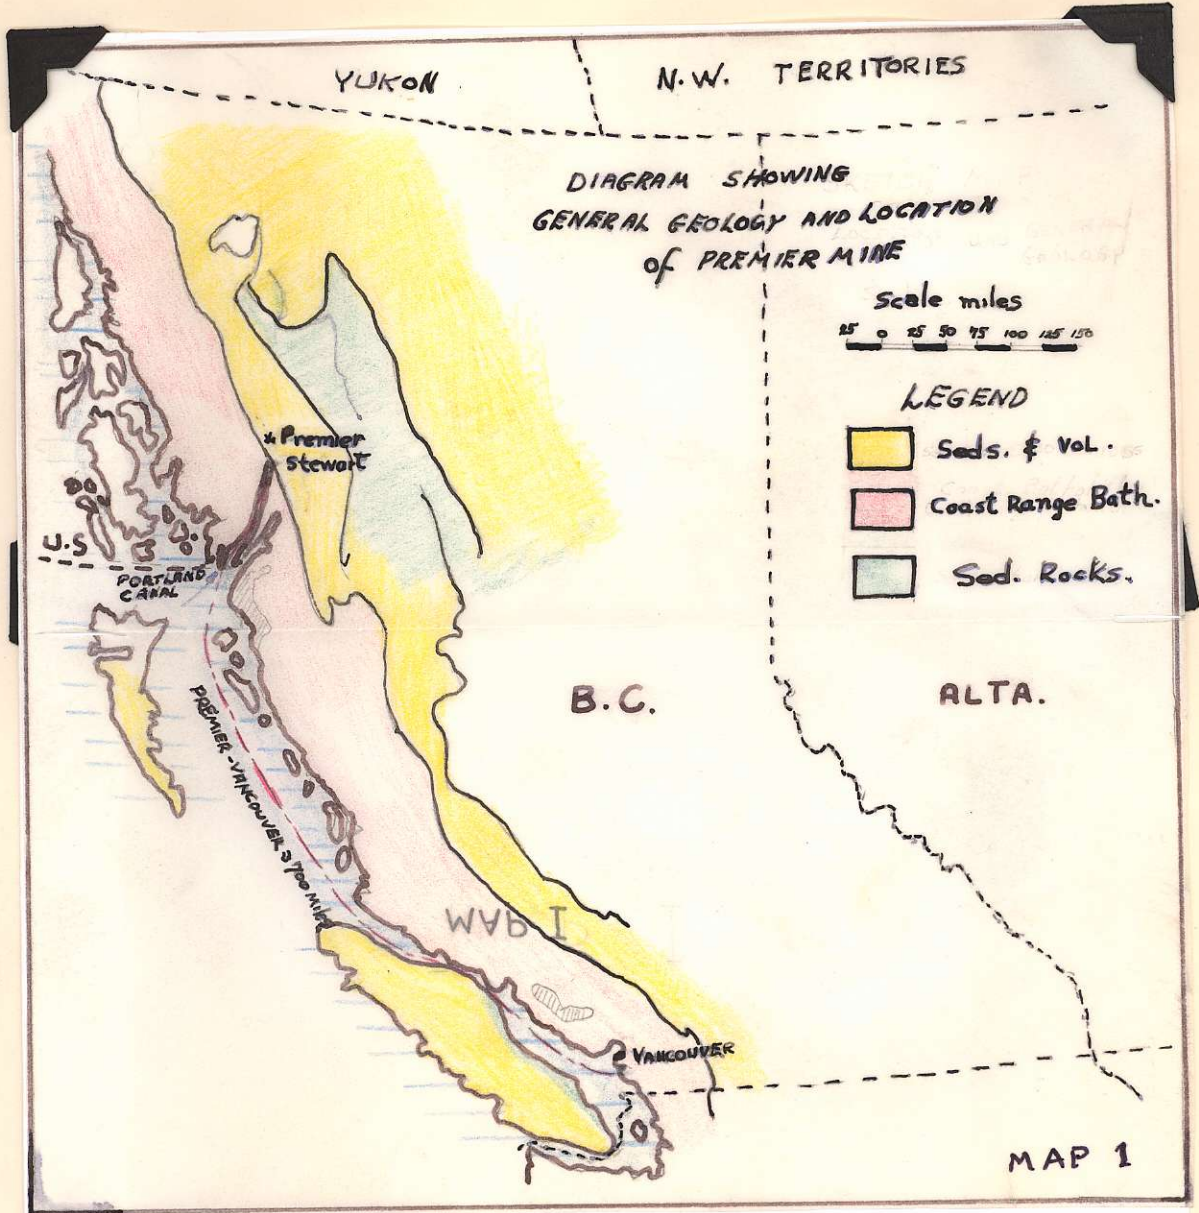 YUKON
N.W. TERRITORIES
DIAGRAM SHOWING
GENERAL GEOLOGY AND LOCATION
of PREMIER MINE
Scale miles
25 0 25 50 75 100 125 150
LEGEND
Seds. & VOL.
Coast Range Bath.
Sed. Rocks.
Premier
Stewart
U.S
PORTLAND
CANAL
B.C.
ALTA.
PREMIER-VANCOUVER 700 Miles
MAP I
VANCOUVER
MAP 1